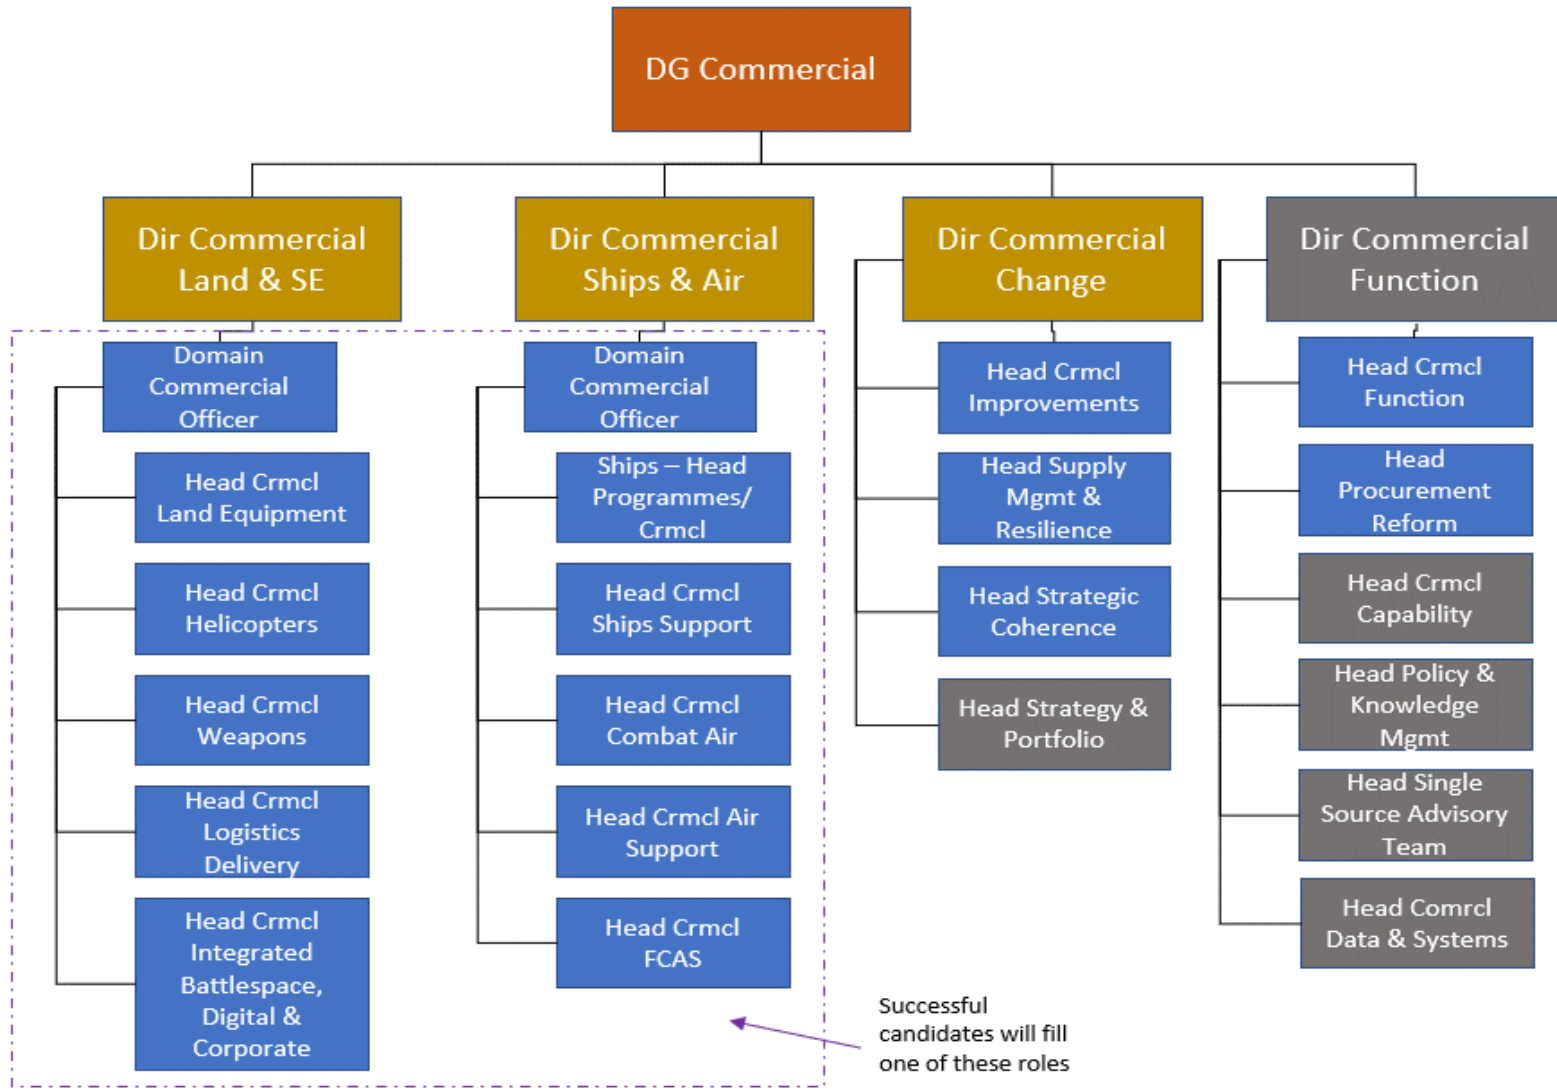 DG Commercial
Dir Commercial
Land & SE
Dir Commercial
Ships & Air
Dir Commercial
Change
Dir Commercial
Function
Domain
Commercial
Officer
Head Crmcl
Land Equipment
Head Crmcl
Helicopters
Head Crmcl
Weapons
Head Crmcl
Logistics
Delivery
Head Crmcl
Integrated
Battlespace,
Digital &
Corporate
Domain
Commercial
Officer
Ships – Head
Programmes/
Crmcl
Head Crmcl
Ships Support
Head Crmcl
Combat Air
Head Crmcl Air
Support
Head Crmcl
FCAS
Head Crmcl
Improvements
Head Supply
Mgmt &
Resilience
Head Strategic
Coherence
Head Strategy &
Portfolio
Head Crmcl
Function
Head
Procurement
Reform
Head Crmcl
Capability
Head Policy &
Knowledge
Mgmt
Head Single
Source Advisory
Team
Head Comrcl
Data & Systems
Successful
candidates will fill
one of these roles